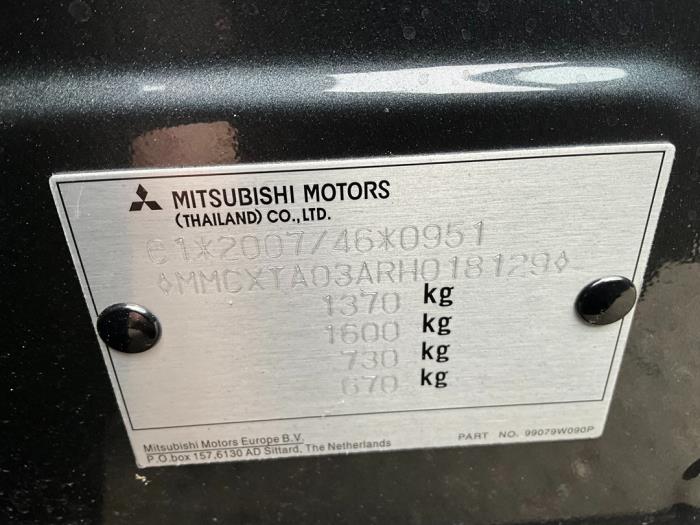 MITSUBISHI MOTORS
(THAILAND) CO., LTD.
e1*2007/46*0951
◊MMCXTA03ARH018129◊
1370 kg
1600 kg
730 kg
670 kg
Mitsubishi Motors Europe B.V.
P.O.box 157,6130 AD Sittard, The Netherlands
PART NO. 99079W090P